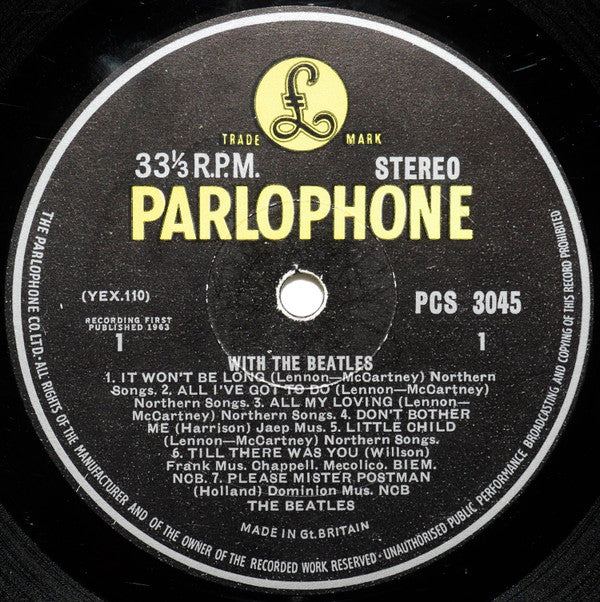 £
TRADE MARK
33⅓ R.P.M. STEREO
PARLOPHONE
(YEX.110) PCS 3045
RECORDING FIRST
PUBLISHED 1963
1 1
WITH THE BEATLES
1. IT WON'T BE LONG (Lennon—McCartney) Northern
Songs. 2. ALL I'VE GOT TO DO (Lennon—McCartney)
Northern Songs. 3. ALL MY LOVING (Lennon—
McCartney) Northern Songs. 4. DON'T BOTHER
ME (Harrison) Jaep Mus. 5. LITTLE CHILD
(Lennon—McCartney) Northern Songs.
6. TILL THERE WAS YOU (Willson)
Frank Mus. Chappell. Mecolico. BIEM.
NCB. 7. PLEASE MISTER POSTMAN
(Holland) Dominion Mus. NCB
THE BEATLES
MADE IN Gt. BRITAIN
THE PARLOPHONE CO. LTD. · ALL RIGHTS OF THE MANUFACTURER AND OF THE OWNER OF THE RECORDED WORK RESERVED · UNAUTHORISED PUBLIC PERFORMANCE BROADCASTING AND COPYING OF THIS RECORD PROHIBITED